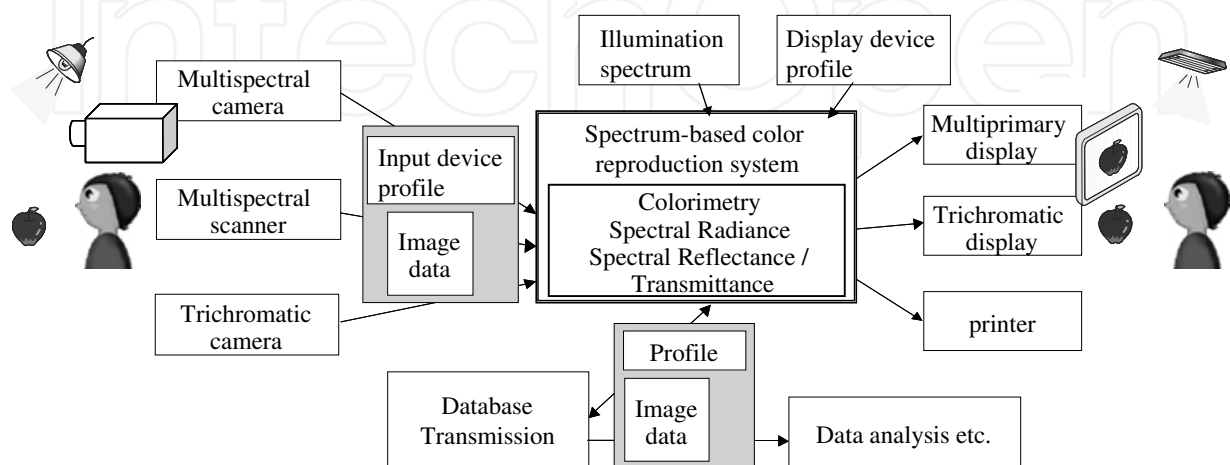 IntechOpen
Illumination
spectrum
Display device
profile
Multispectral
camera
Multispectral
scanner
Trichromatic
camera
Input device
profile
Image
data
Spectrum-based color
reproduction system
Colorimetry
Spectral Radiance
Spectral Reflectance /
Transmittance
Multiprimary
display
Trichromatic
display
printer
Profile
Image
data
Database
Transmission
Data analysis etc.